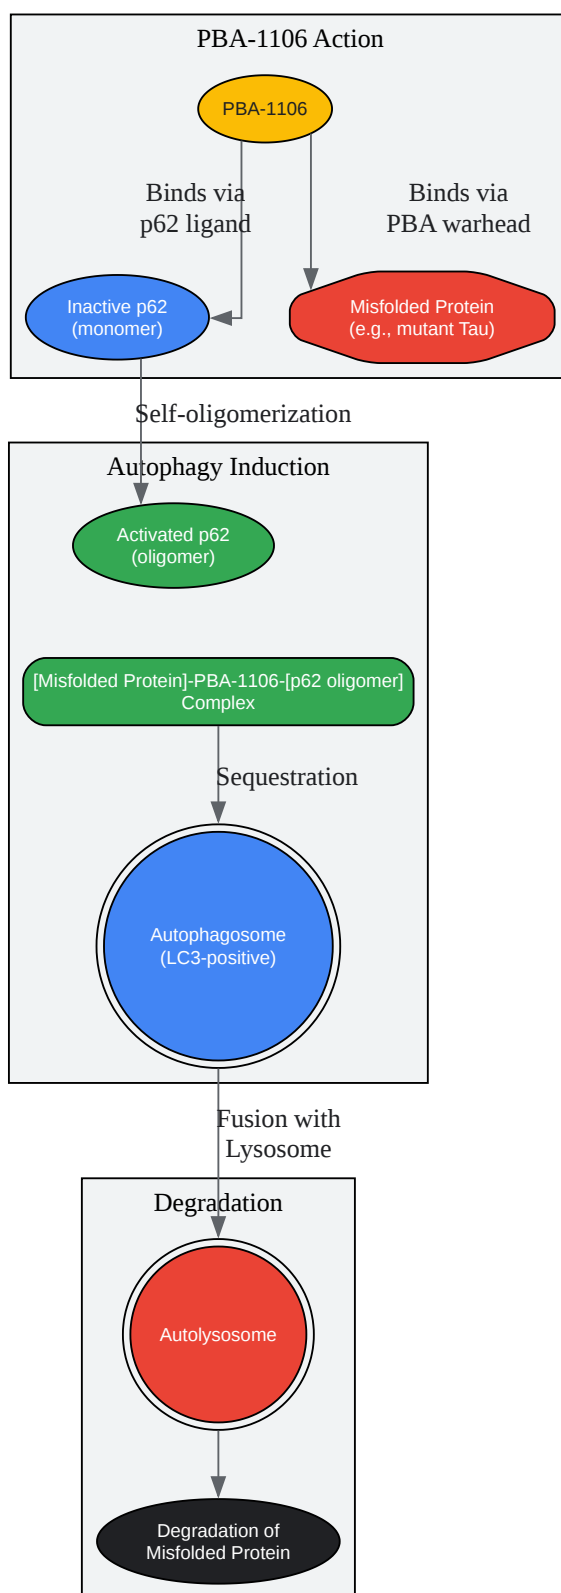 PBA-1106 Action
PBA-1106
Binds via
p62 ligand
Binds via
PBA warhead
Inactive p62
(monomer)
Misfolded Protein
(e.g., mutant Tau)
Self-oligomerization
Autophagy Induction
Activated p62
(oligomer)
[Misfolded Protein]-PBA-1106-[p62 oligomer]
Complex
Sequestration
Autophagosome
(LC3-positive)
Fusion with
Lysosome
Degradation
Autolysosome
Degradation of
Misfolded Protein